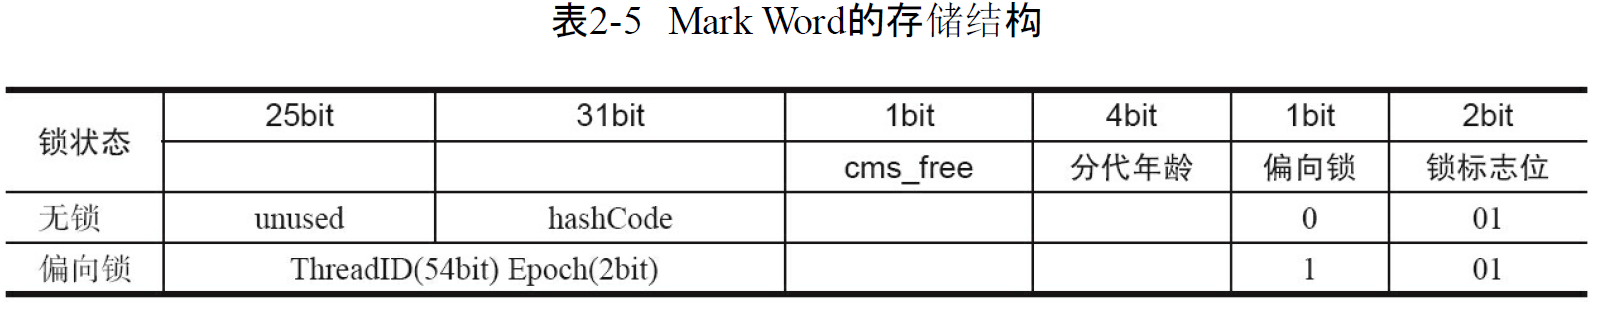 表2-5 Mark Word的存储结构
锁状态 25bit 31bit 1bit 4bit 1bit 2bit
cms_free 分代年龄 偏向锁 锁标志位
无锁 unused hashCode 0 01
偏向锁 ThreadID(54bit) Epoch(2bit) 1 01